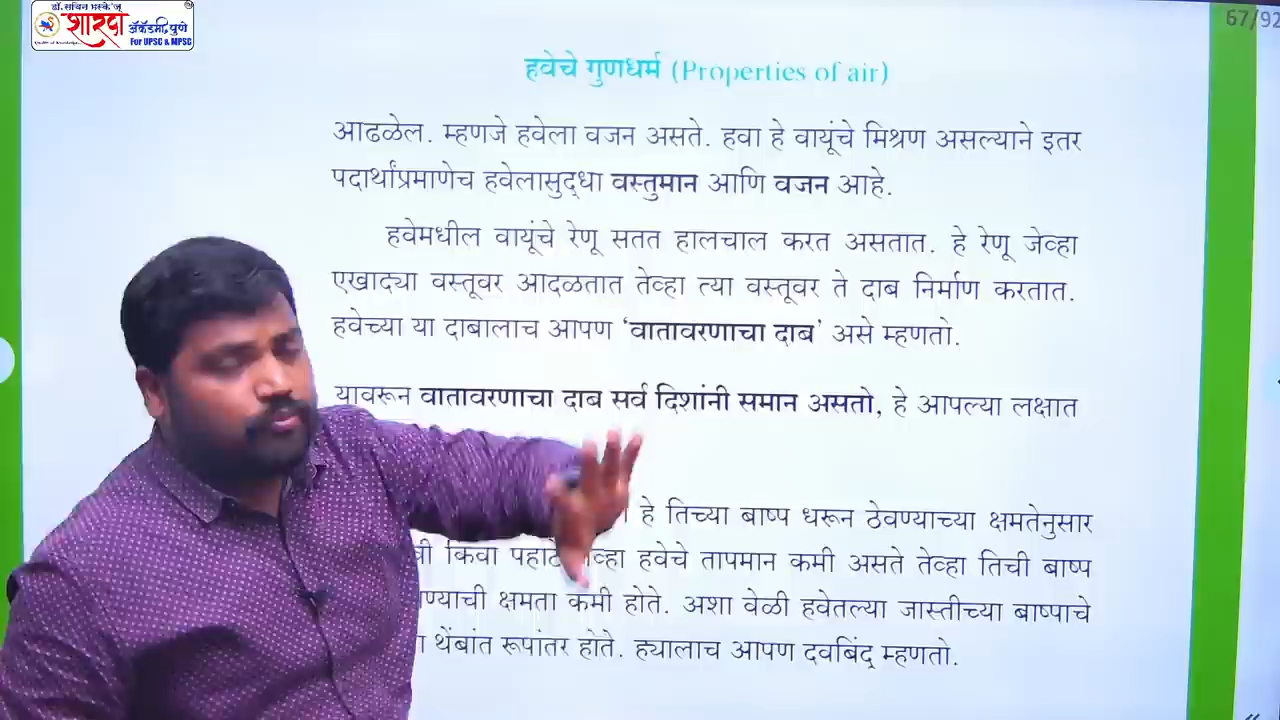 डॉ. सचिन भस्के'ज्
शारदा
ॲकॅडमी, पुणे
For UPSC & MPSC
67/92
हवेचे गुणधर्म (Properties of air)
आढळेल. म्हणजे हवेला वजन असते. हवा हे वायूंचे मिश्रण असल्याने इतर
पदार्थांप्रमाणेच हवेलासुद्धा वस्तुमान आणि वजन आहे.
हवेमधील वायूंचे रेणू सतत हालचाल करत असतात. हे रेणू जेव्हा
एखाद्या वस्तूवर आदळतात तेव्हा त्या वस्तूवर ते दाब निर्माण करतात.
हवेच्या या दाबालाच आपण ‘वातावरणाचा दाब’ असे म्हणतो.
यावरून वातावरणाचा दाब सर्व दिशांनी समान असतो, हे आपल्या लक्षात
हे तिच्या बाष्प धरून ठेवण्याच्या क्षमतेनुसार
किंवा हवेचे तापमान कमी असते तेव्हा तिची बाष्प
क्षमता कमी होते. अशा वेळी हवेतल्या जास्तीच्या बाष्पाचे
थेंबांत रूपांतर होते. ह्यालाच आपण दवबिंदू म्हणतो.